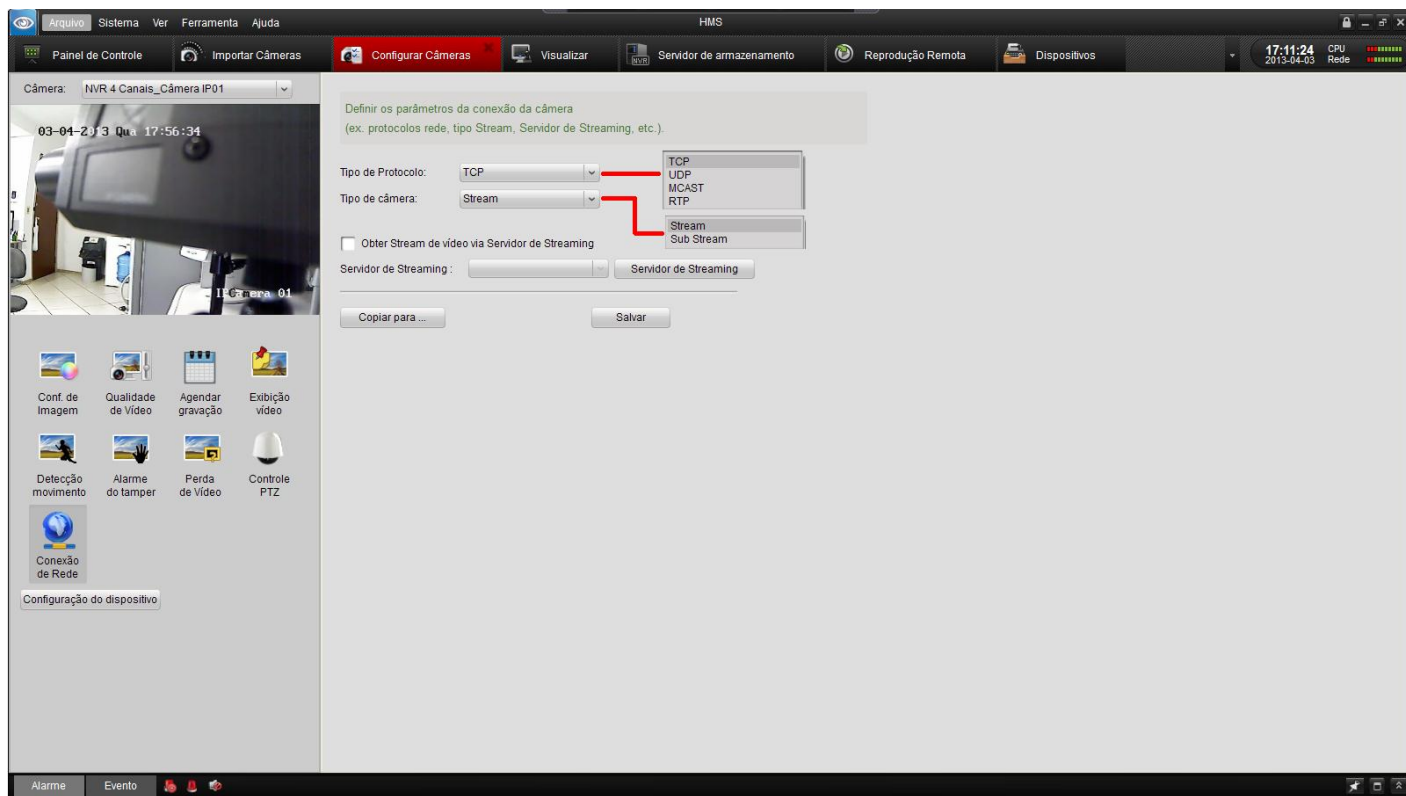 Arquivo Sistema Ver Ferramenta Ajuda
HMS
Painel de Controle
Importar Câmeras
Configurar Câmeras
Visualizar
NVR
Servidor de armazenamento
Reprodução Remota
Dispositivos
17:11:24 CPU
2013-04-03 Rede
Câmera: NVR 4 Canais_Câmera IP01
03-04-2013 Qua 17:56:34
IPCamera 01
Conf. de
Imagem
Qualidade
de Vídeo
Agendar
gravação
Exibição
vídeo
Detecção
movimento
Alarme
do tamper
Perda
de Vídeo
Controle
PTZ
Conexão
de Rede
Configuração do dispositivo
Definir os parâmetros da conexão da câmera
(ex. protocolos rede, tipo Stream, Servidor de Streaming, etc.).
Tipo de Protocolo: TCP
TCP
UDP
MCAST
RTP
Tipo de câmera: Stream
Stream
Sub Stream
Obter Stream de vídeo via Servidor de Streaming
Servidor de Streaming :
Servidor de Streaming
Copiar para ...
Salvar
Alarme
Evento